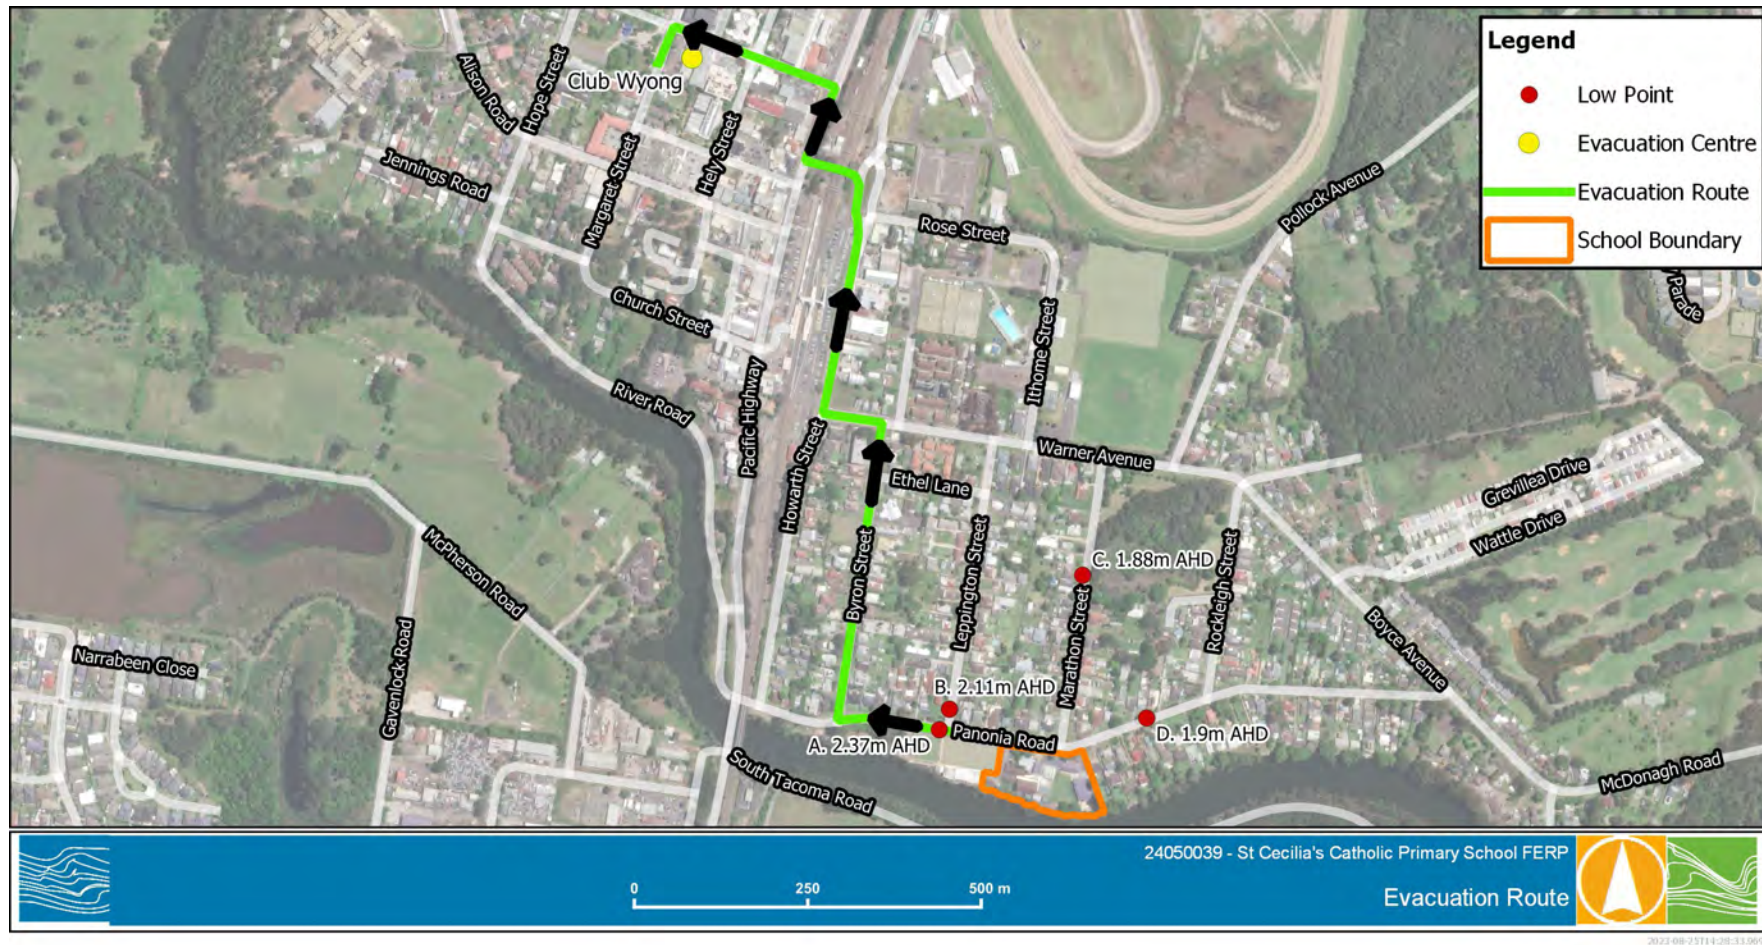 Legend
Low Point
Evacuation Centre
Evacuation Route
School Boundary
Club Wyong
Alison Road
Hope Street
Jennings Road
Margaret Street
Hely Street
Church Street
River Road
Pacific Highway
Howarth Street
Rose Street
Ithome Street
Pollock Avenue
Parade
Warner Avenue
Ethel Lane
Byron Street
Leppington Street
C. 1.88m AHD
Marathon Street
Rockleigh Street
Grevillea Drive
Wattle Drive
Boyce Avenue
McPherson Road
Gavenlock Road
Narrabeen Close
B. 2.11m AHD
A. 2.37m AHD
Panonia Road
D. 1.9m AHD
South Tacoma Road
McDonagh Road
0 250 500 m
24050039 - St Cecilia's Catholic Primary School FERP
Evacuation Route